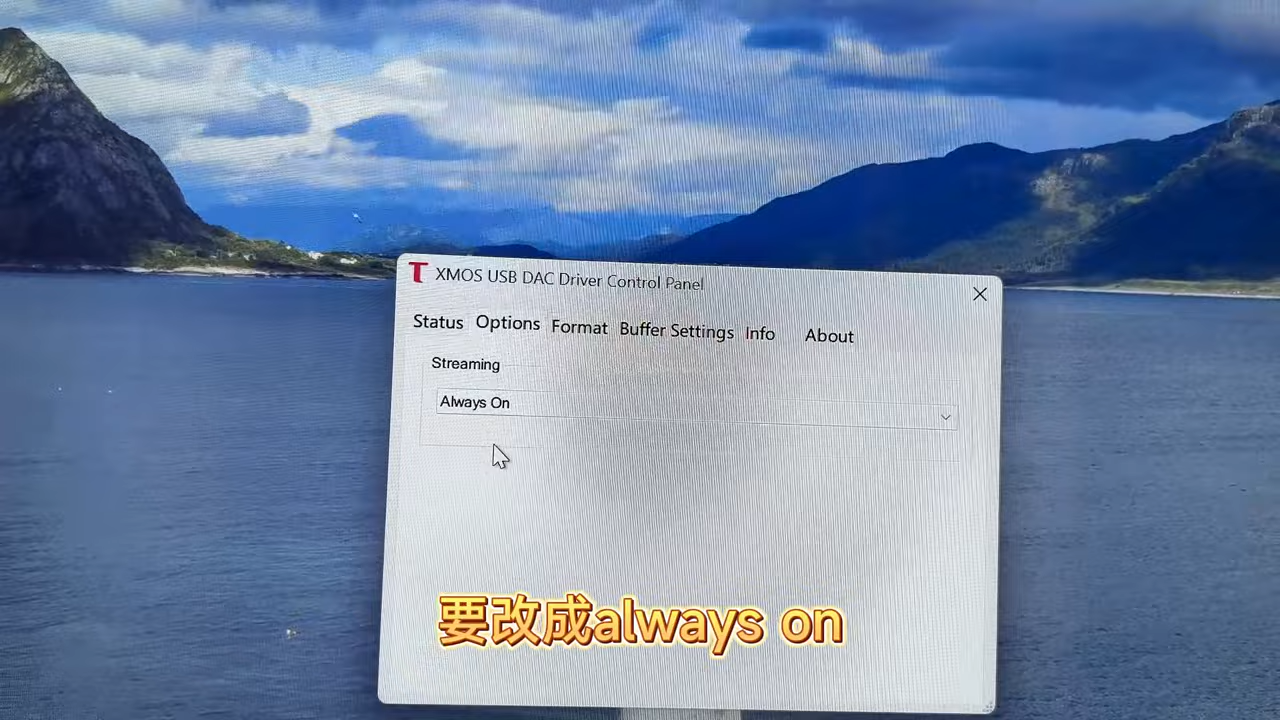 XMOS USB DAC Driver Control Panel
Status Options Format Buffer Settings Info About
Streaming
Always On
要改成always on